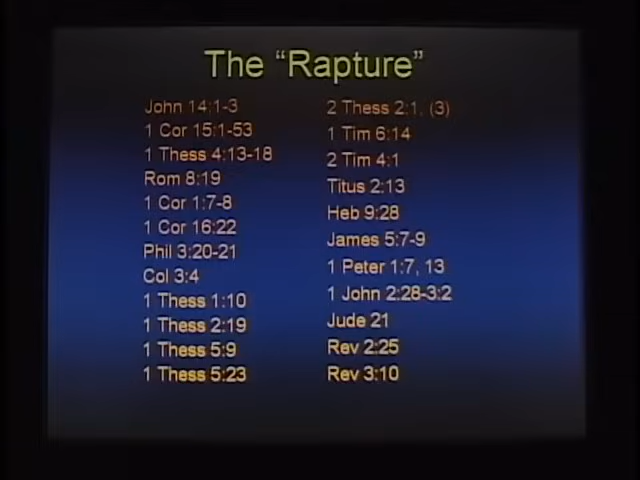 The “Rapture”
John 14:1-3
1 Cor 15:1-53
1 Thess 4:13-18
Rom 8:19
1 Cor 1:7-8
1 Cor 16:22
Phil 3:20-21
Col 3:4
1 Thess 1:10
1 Thess 2:19
1 Thess 5:9
1 Thess 5:23
2 Thess 2:1, (3)
1 Tim 6:14
2 Tim 4:1
Titus 2:13
Heb 9:28
James 5:7-9
1 Peter 1:7, 13
1 John 2:28-3:2
Jude 21
Rev 2:25
Rev 3:10